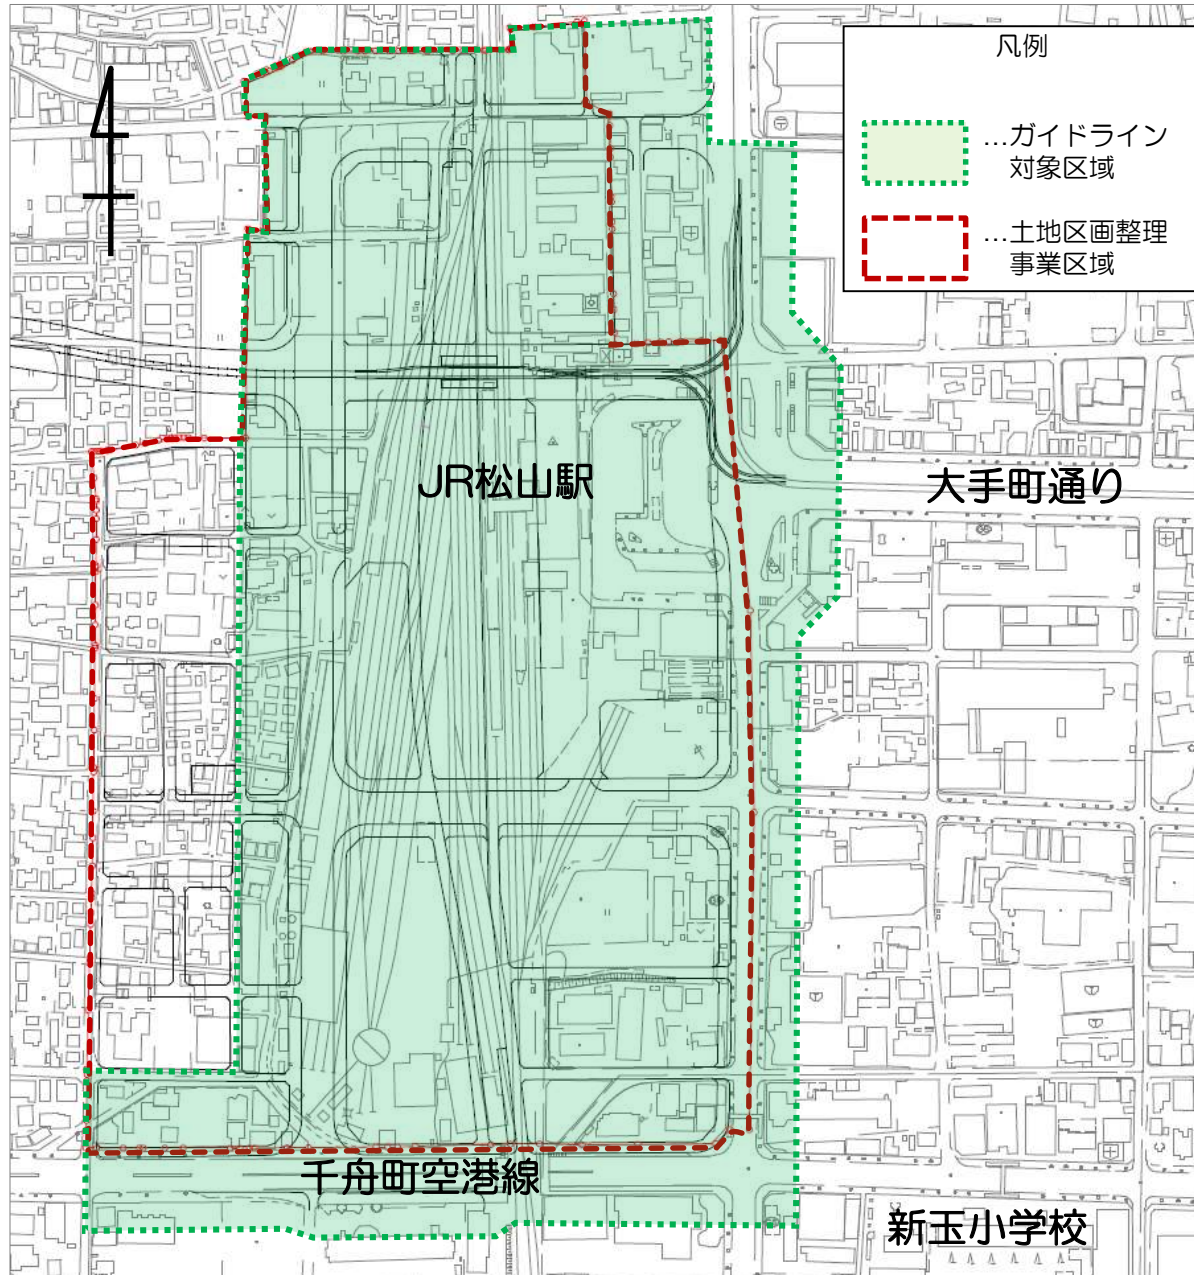 凡例
…ガイドライン
対象区域
…土地区画整理
事業区域
JR松山駅
大手町通り
千舟町空港線
新玉小学校